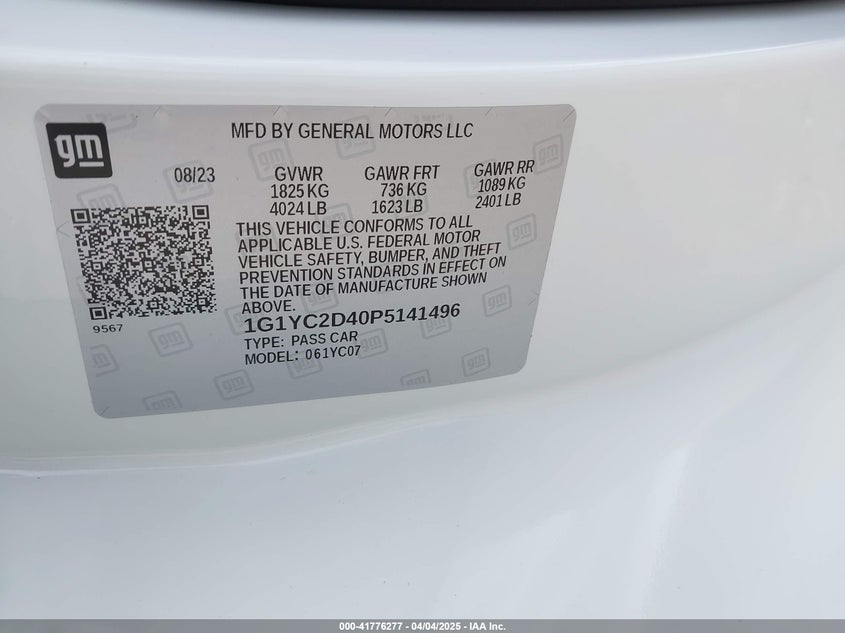 gm
MFD BY GENERAL MOTORS LLC
08/23 GVWR GAWR FRT GAWR RR
1825 KG 736 KG 1089 KG
4024 LB 1623 LB 2401 LB
THIS VEHICLE CONFORMS TO ALL
APPLICABLE U.S. FEDERAL MOTOR
VEHICLE SAFETY, BUMPER, AND THEFT
PREVENTION STANDARDS IN EFFECT ON
THE DATE OF MANUFACTURE SHOWN
ABOVE.
9567
1G1YC2D40P5141496
TYPE: PASS CAR
MODEL: 061YC07
000-41776277 - 04/04/2025 - IAA Inc.